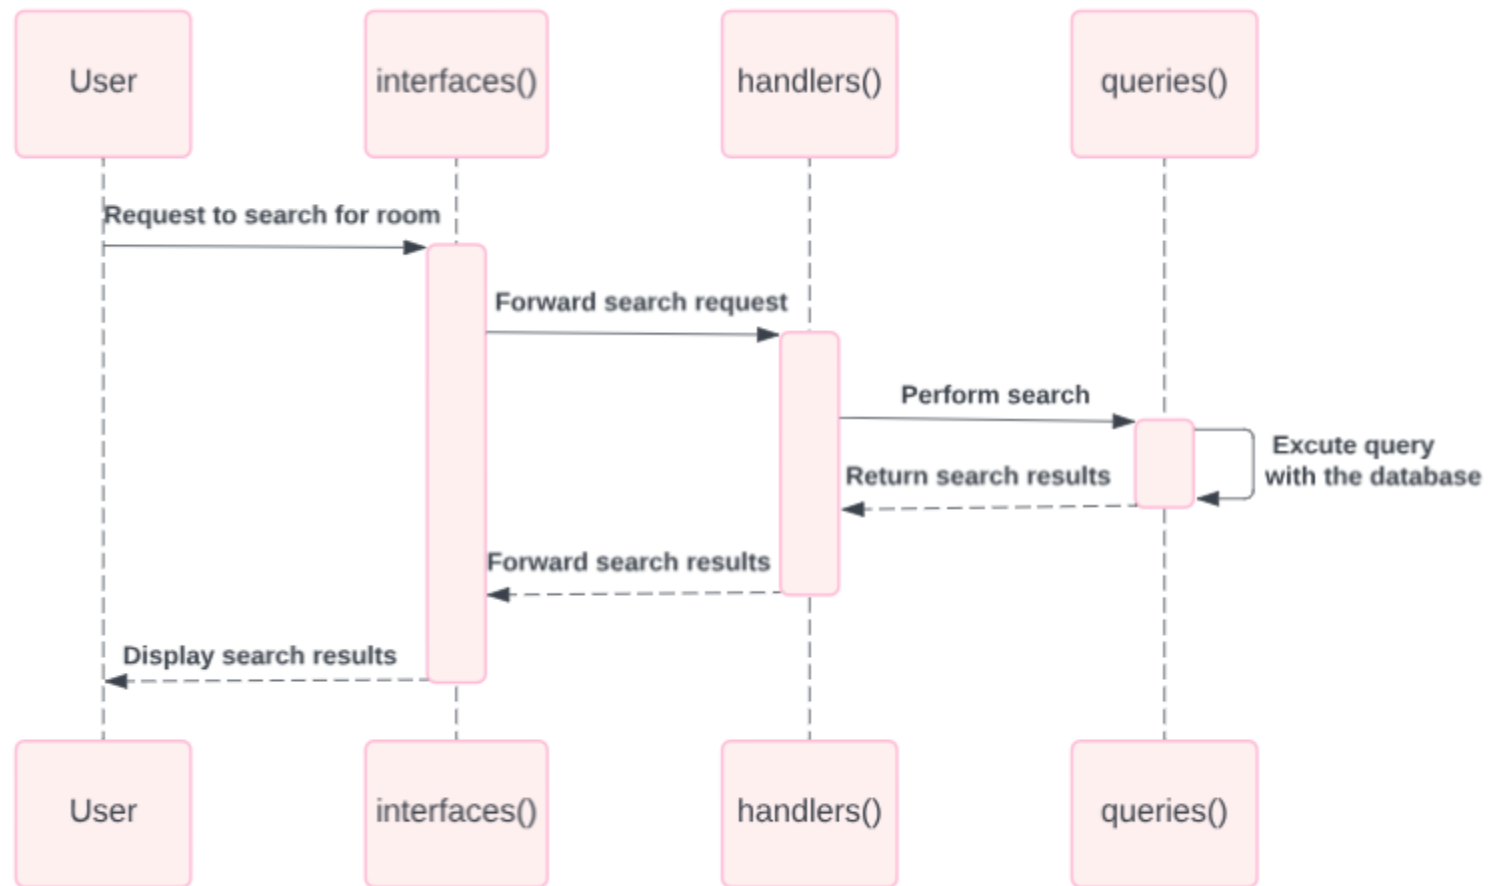 User
interfaces()
handlers()
queries()
Request to search for room
Forward search request
Perform search
Excute query
with the database
Return search results
Forward search results
Display search results
User
interfaces()
handlers()
queries()